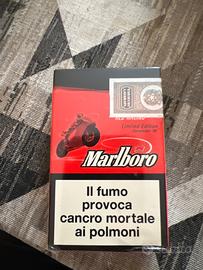 Limited Edition
Marlboro
Il fumo
provoca
cancro mortale
ai polmoni